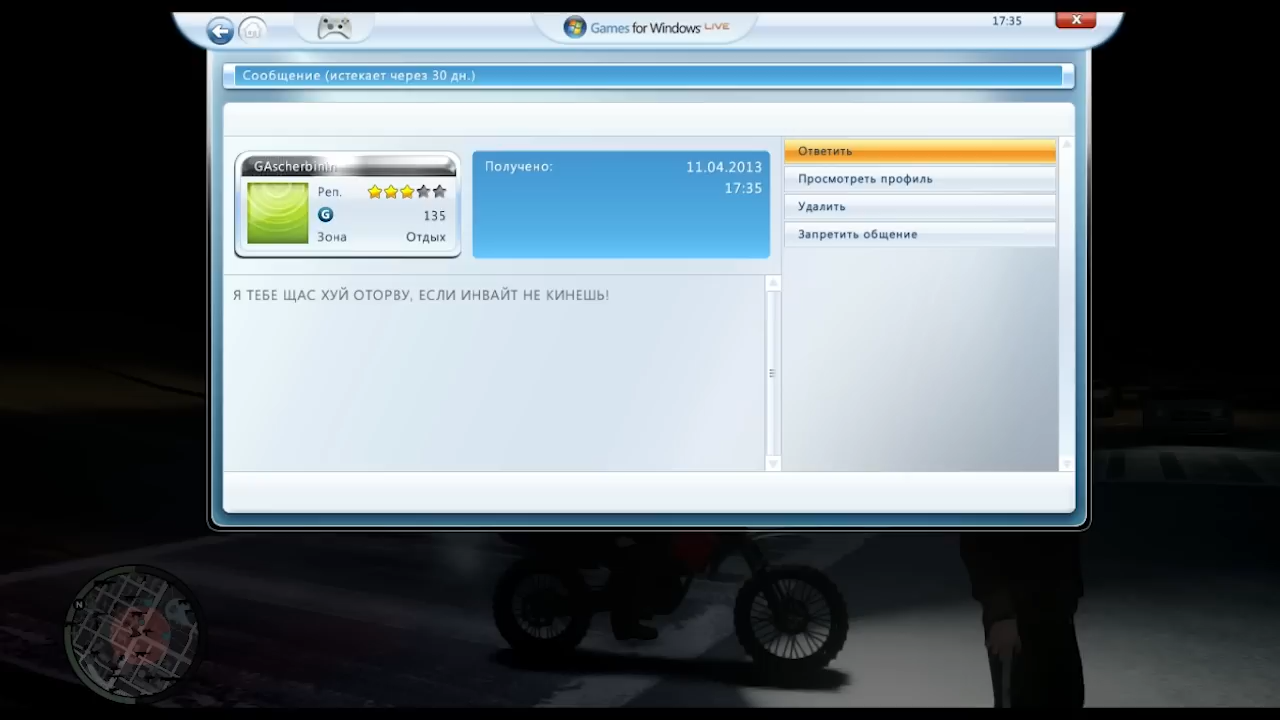 Games for Windows LIVE
17:35
X
Сообщение (истекает через 30 дн.)
GAscherbinin
Реп.
G
135
Зона
Отдых
Получено:
11.04.2013
17:35
Ответить
Просмотреть профиль
Удалить
Запретить общение
Я ТЕБЕ ЩАС ХУЙ ОТОРВУ, ЕСЛИ ИНВАЙТ НЕ КИНЕШЬ!
N